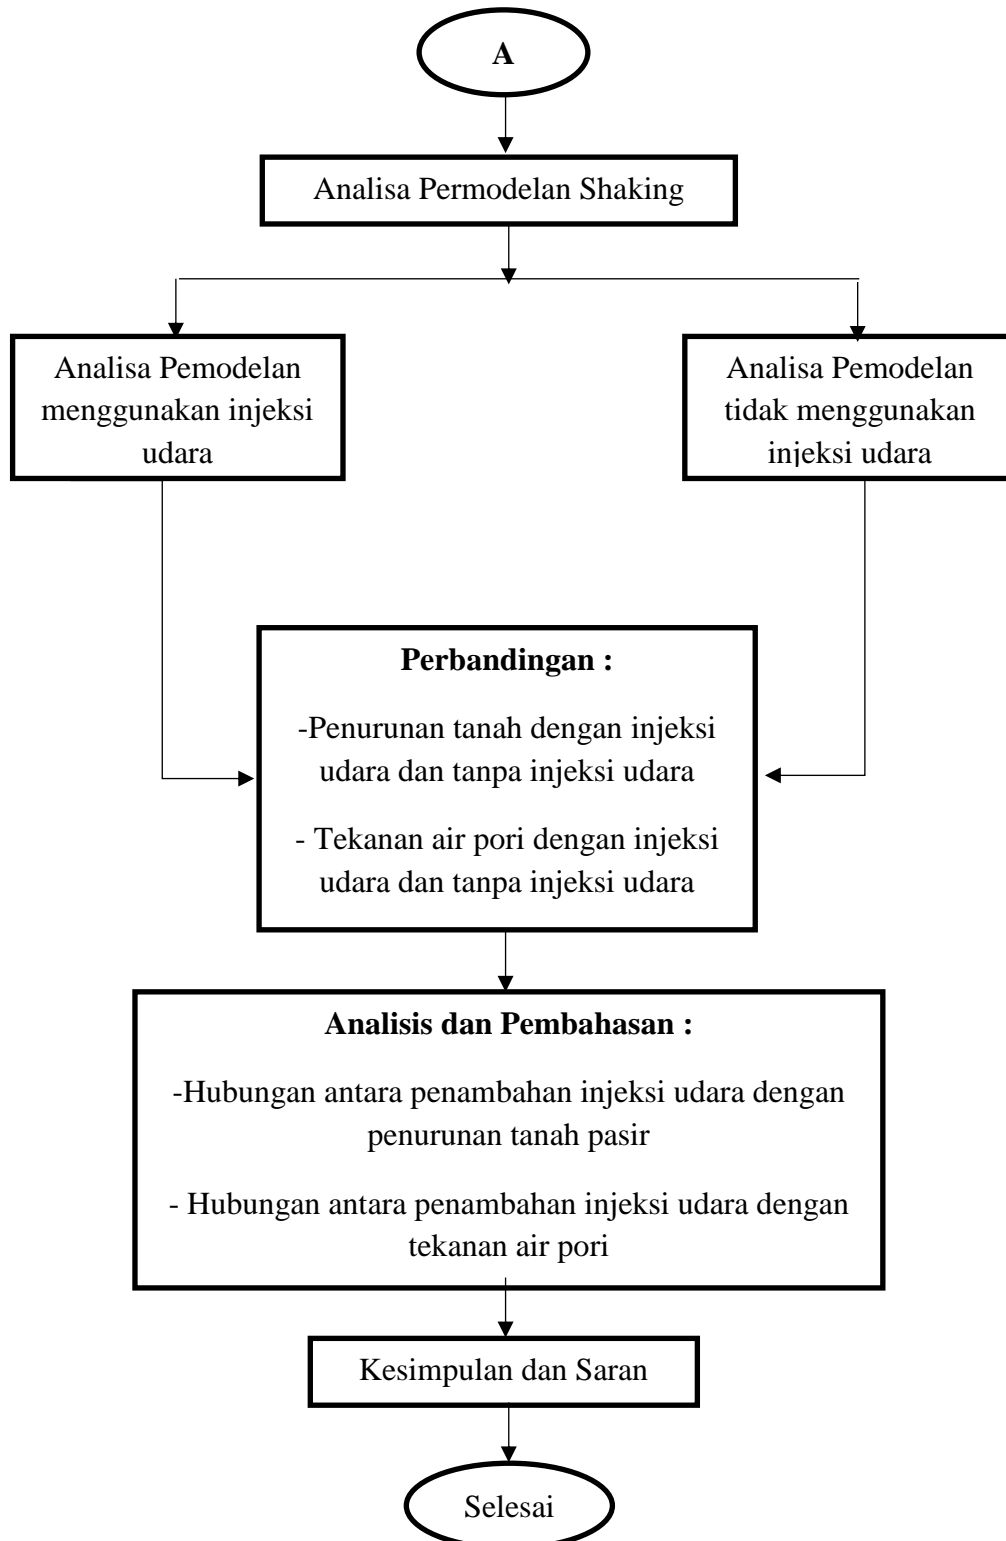 A
Analisa Permodelan Shaking
Analisa Pemodelan
menggunakan injeksi
udara
Analisa Pemodelan
tidak menggunakan
injeksi udara
Perbandingan :
-Penurunan tanah dengan injeksi
udara dan tanpa injeksi udara
- Tekanan air pori dengan injeksi
udara dan tanpa injeksi udara
Analisis dan Pembahasan :
-Hubungan antara penambahan injeksi udara dengan
penurunan tanah pasir
- Hubungan antara penambahan injeksi udara dengan
tekanan air pori
Kesimpulan dan Saran
Selesai